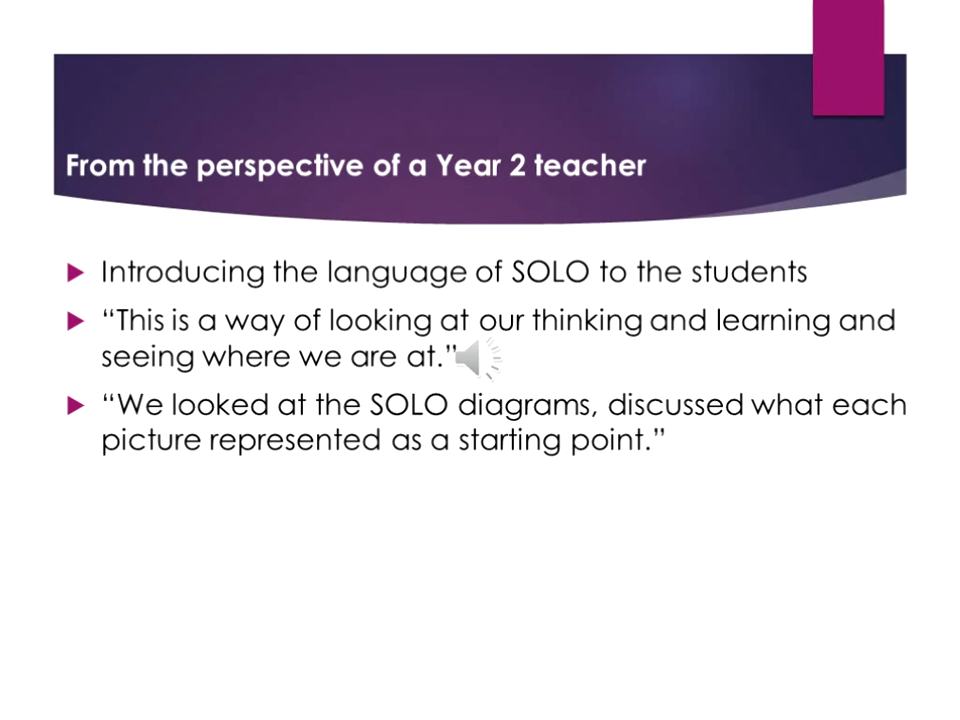 From the perspective of a Year 2 teacher
Introducing the language of SOLO to the students
“This is a way of looking at our thinking and learning and
seeing where we are at.”
“We looked at the SOLO diagrams, discussed what each
picture represented as a starting point.”